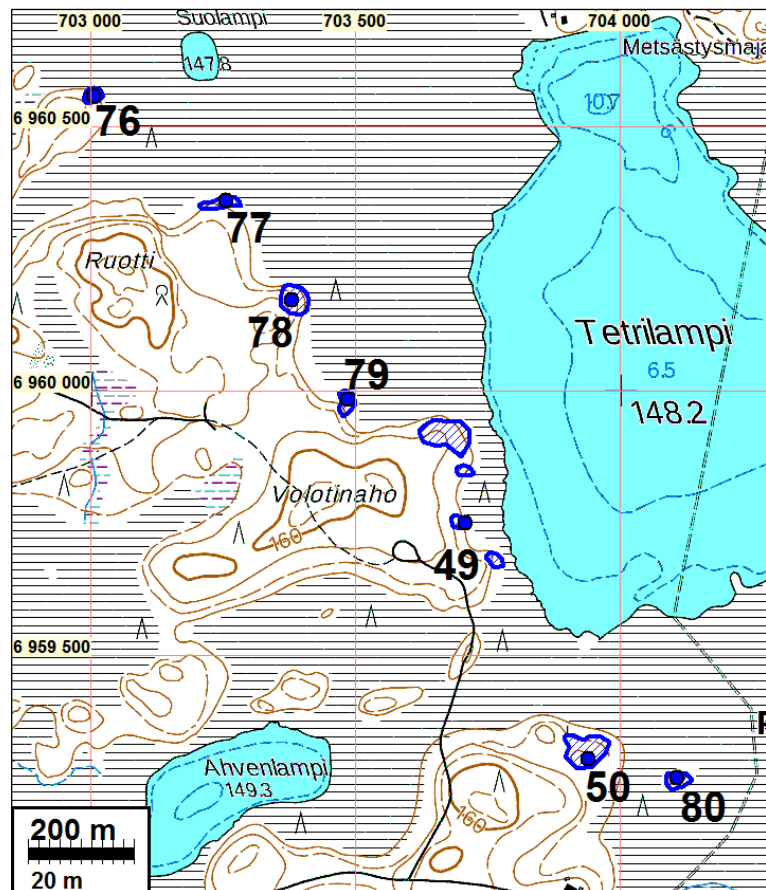 Suolampi
703 000
703 500
704 000
Metsästysmaja
147.8
10.7
76
6 960 500
77
Ruotti
78
Tetrilampi
79
6.5
6 960 000
148.2
Volotinaho
160
49
6 959 500
Ahvenlampi
149.3
50
80
160
200 m
20 m